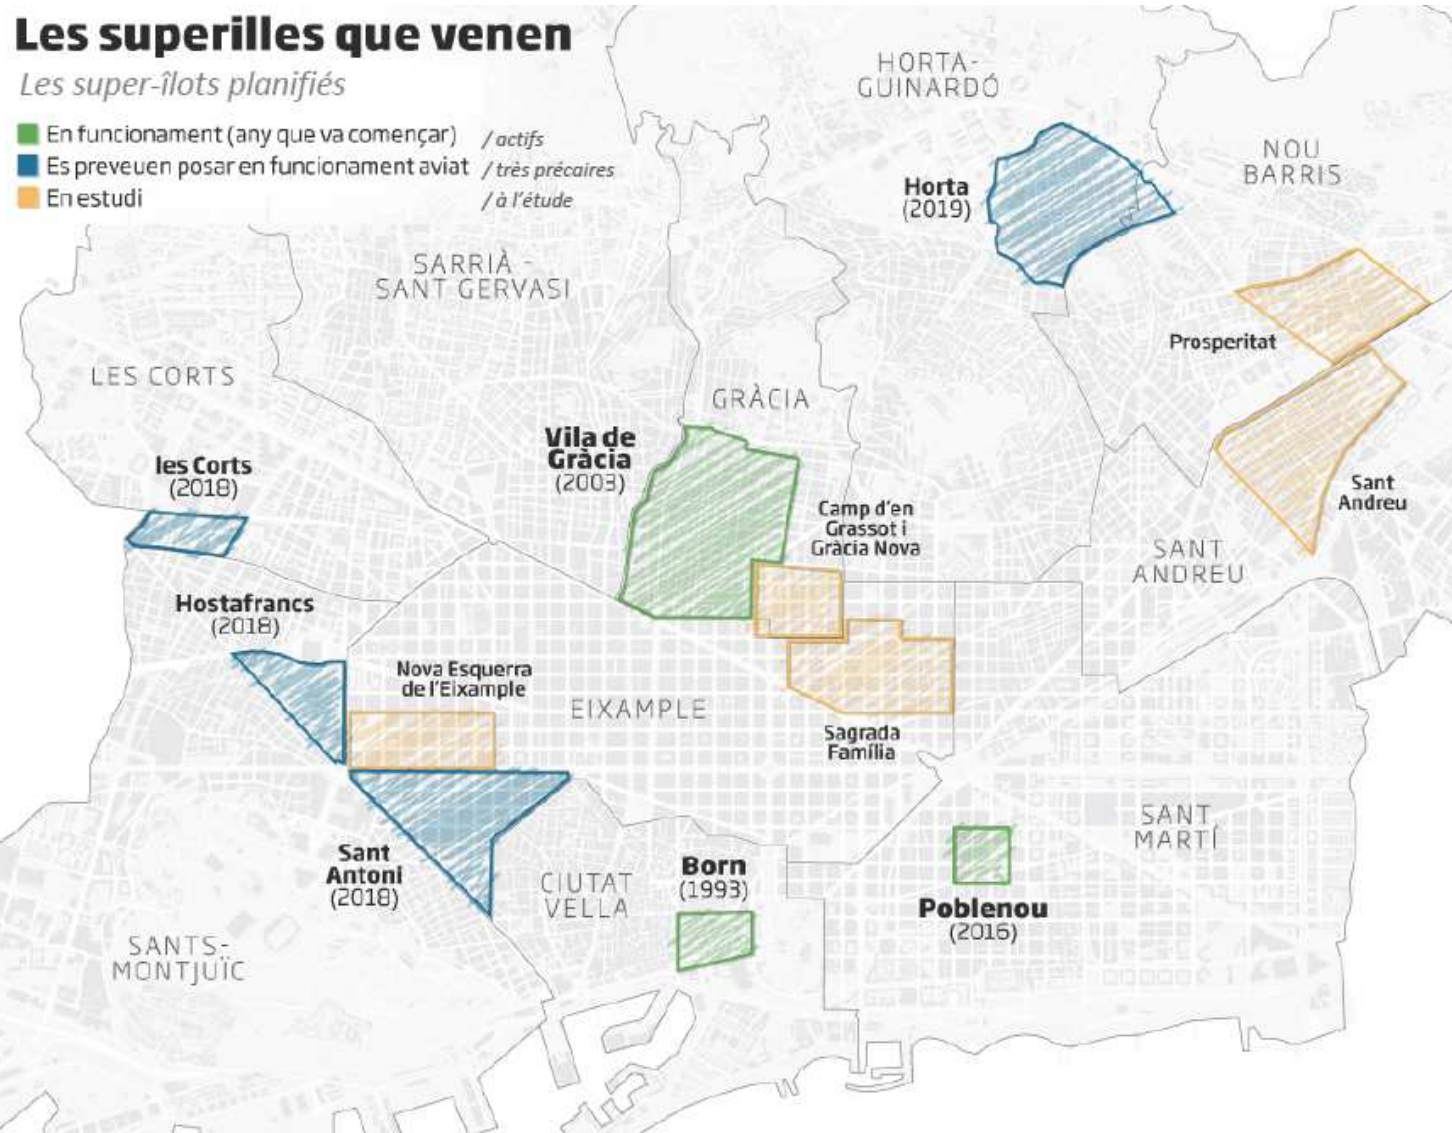 Les superilles que venen
Les super-îlots planifiés
En funcionament (any que va començar) / actifs
Es preveuen posar en funcionament aviat / très précaires
En estudi / à l'étude
HORTA-
GUINARDÓ
NOU
BARRIS
Horta
(2019)
SARRIÀ -
SANT GERVASI
Prosperitat
LES CORTS
GRÀCIA
Vila de
Gràcia
(2003)
les Corts
(2018)
Sant
Andreu
Camp d'en
Grassot i
Gràcia Nova
SANT
ANDREU
Hostafrancs
(2018)
Nova Esquerra
de l'Eixample
EIXAMPLE
Sagrada
Família
SANT
MARTÍ
Sant
Antoni
(2018)
CIUTAT
VELLA
Born
(1993)
Poblenou
(2016)
SANTS-
MONTJUÏC